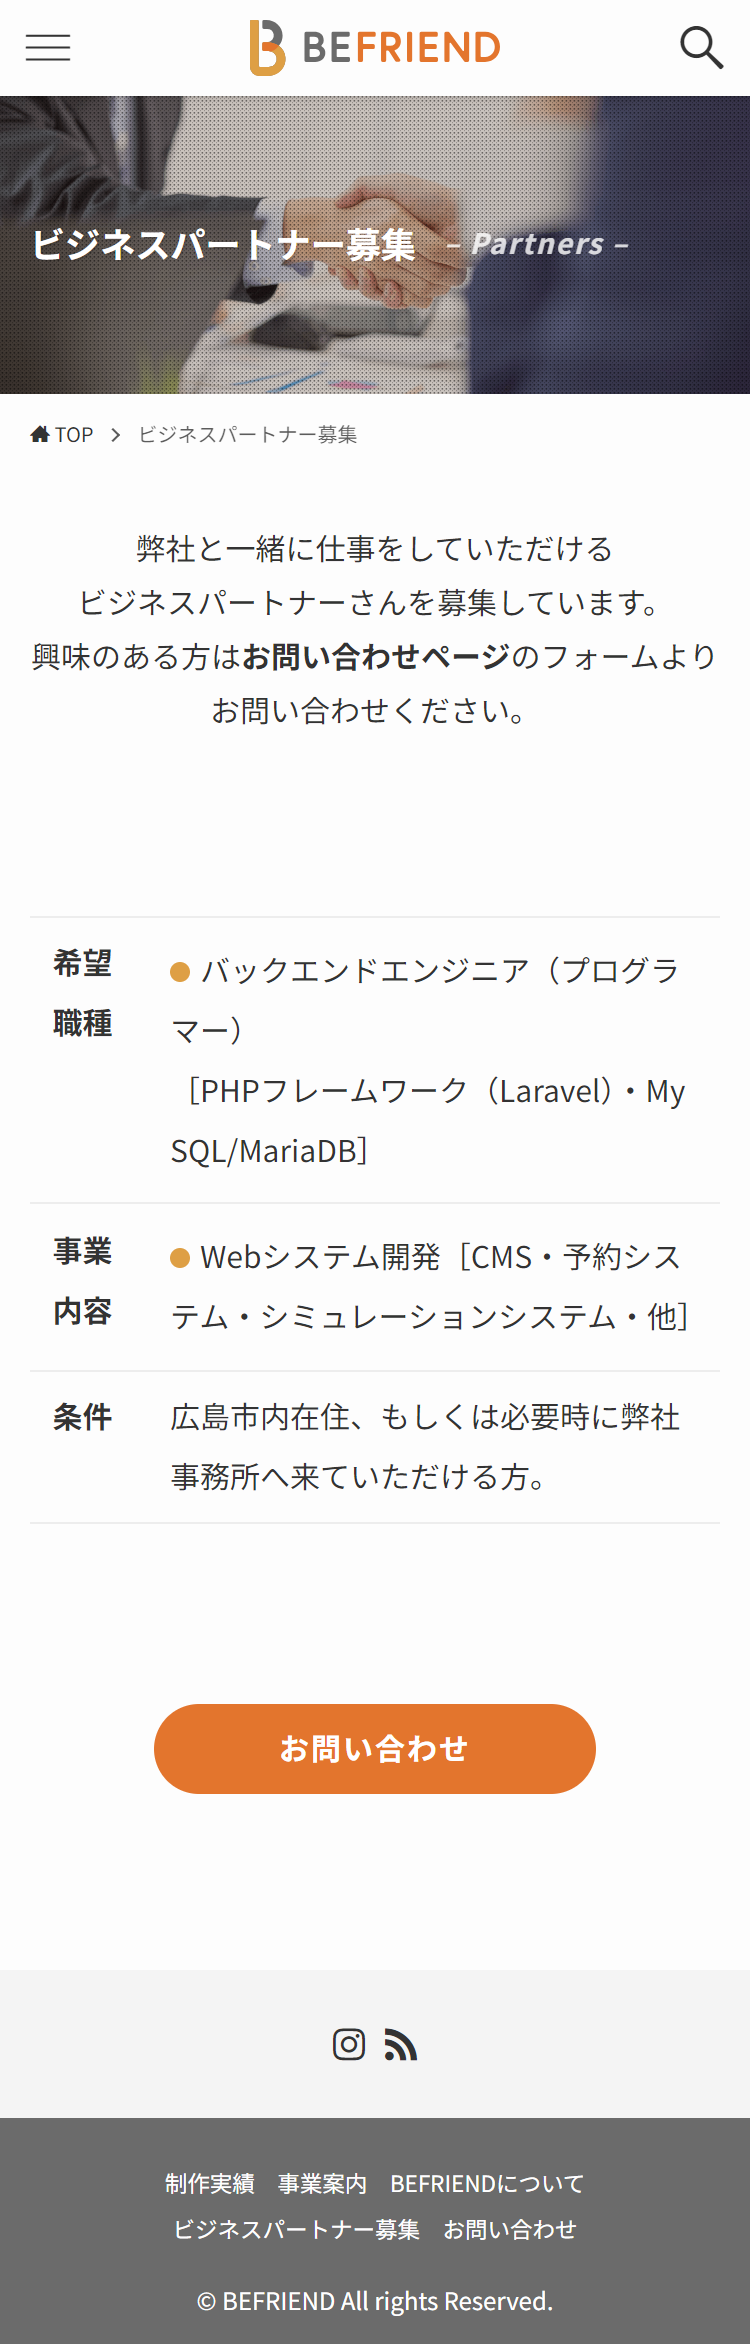 BEFRIEND
ビジネスパートナー募集 – Partners –
TOP ビジネスパートナー募集
弊社と一緒に仕事をしていただける
ビジネスパートナーさんを募集しています。
興味のある方はお問い合わせページのフォームより
お問い合わせください。
希望
職種
バックエンドエンジニア（プログラ
マー）
［PHPフレームワーク（Laravel）・My
SQL/MariaDB］
事業
内容
Webシステム開発［CMS・予約シス
テム・シミュレーションシステム・他］
条件
広島市内在住、もしくは必要時に弊社
事務所へ来ていただける方。
お問い合わせ
制作実績 事業案内 BEFRIENDについて
ビジネスパートナー募集 お問い合わせ
© BEFRIEND All rights Reserved.